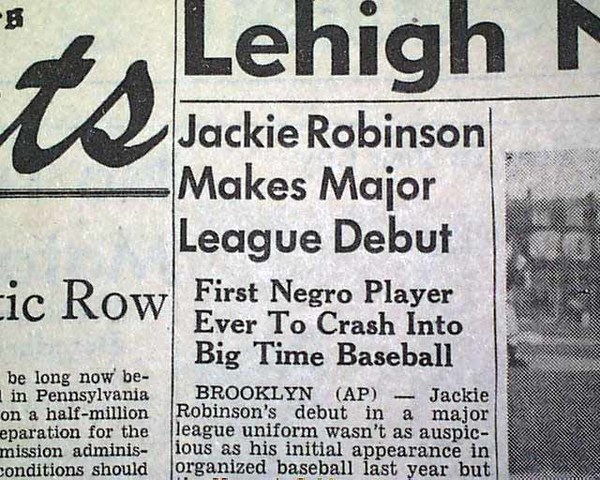 ts
Lehigh
Jackie Robinson
Makes Major
League Debut
First Negro Player
Ever To Crash Into
Big Time Baseball
BROOKLYN (AP) — Jackie
Robinson's debut in a major
league uniform wasn't as auspic-
ious as his initial appearance in
organized baseball last year but
tic Row
be long now be-
in Pennsylvania
on a half-million
eparation for the
mission adminis-
conditions should